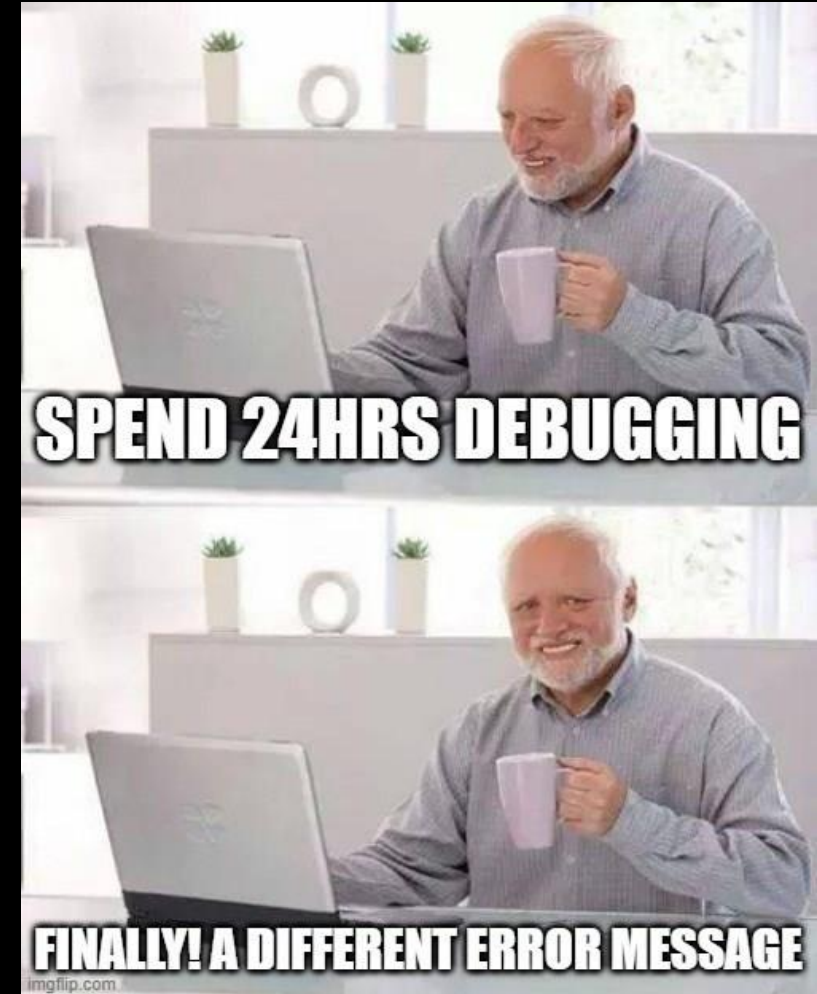 SPEND 24HRS DEBUGGING
FINALLY! A DIFFERENT ERROR MESSAGE
imgflip.com